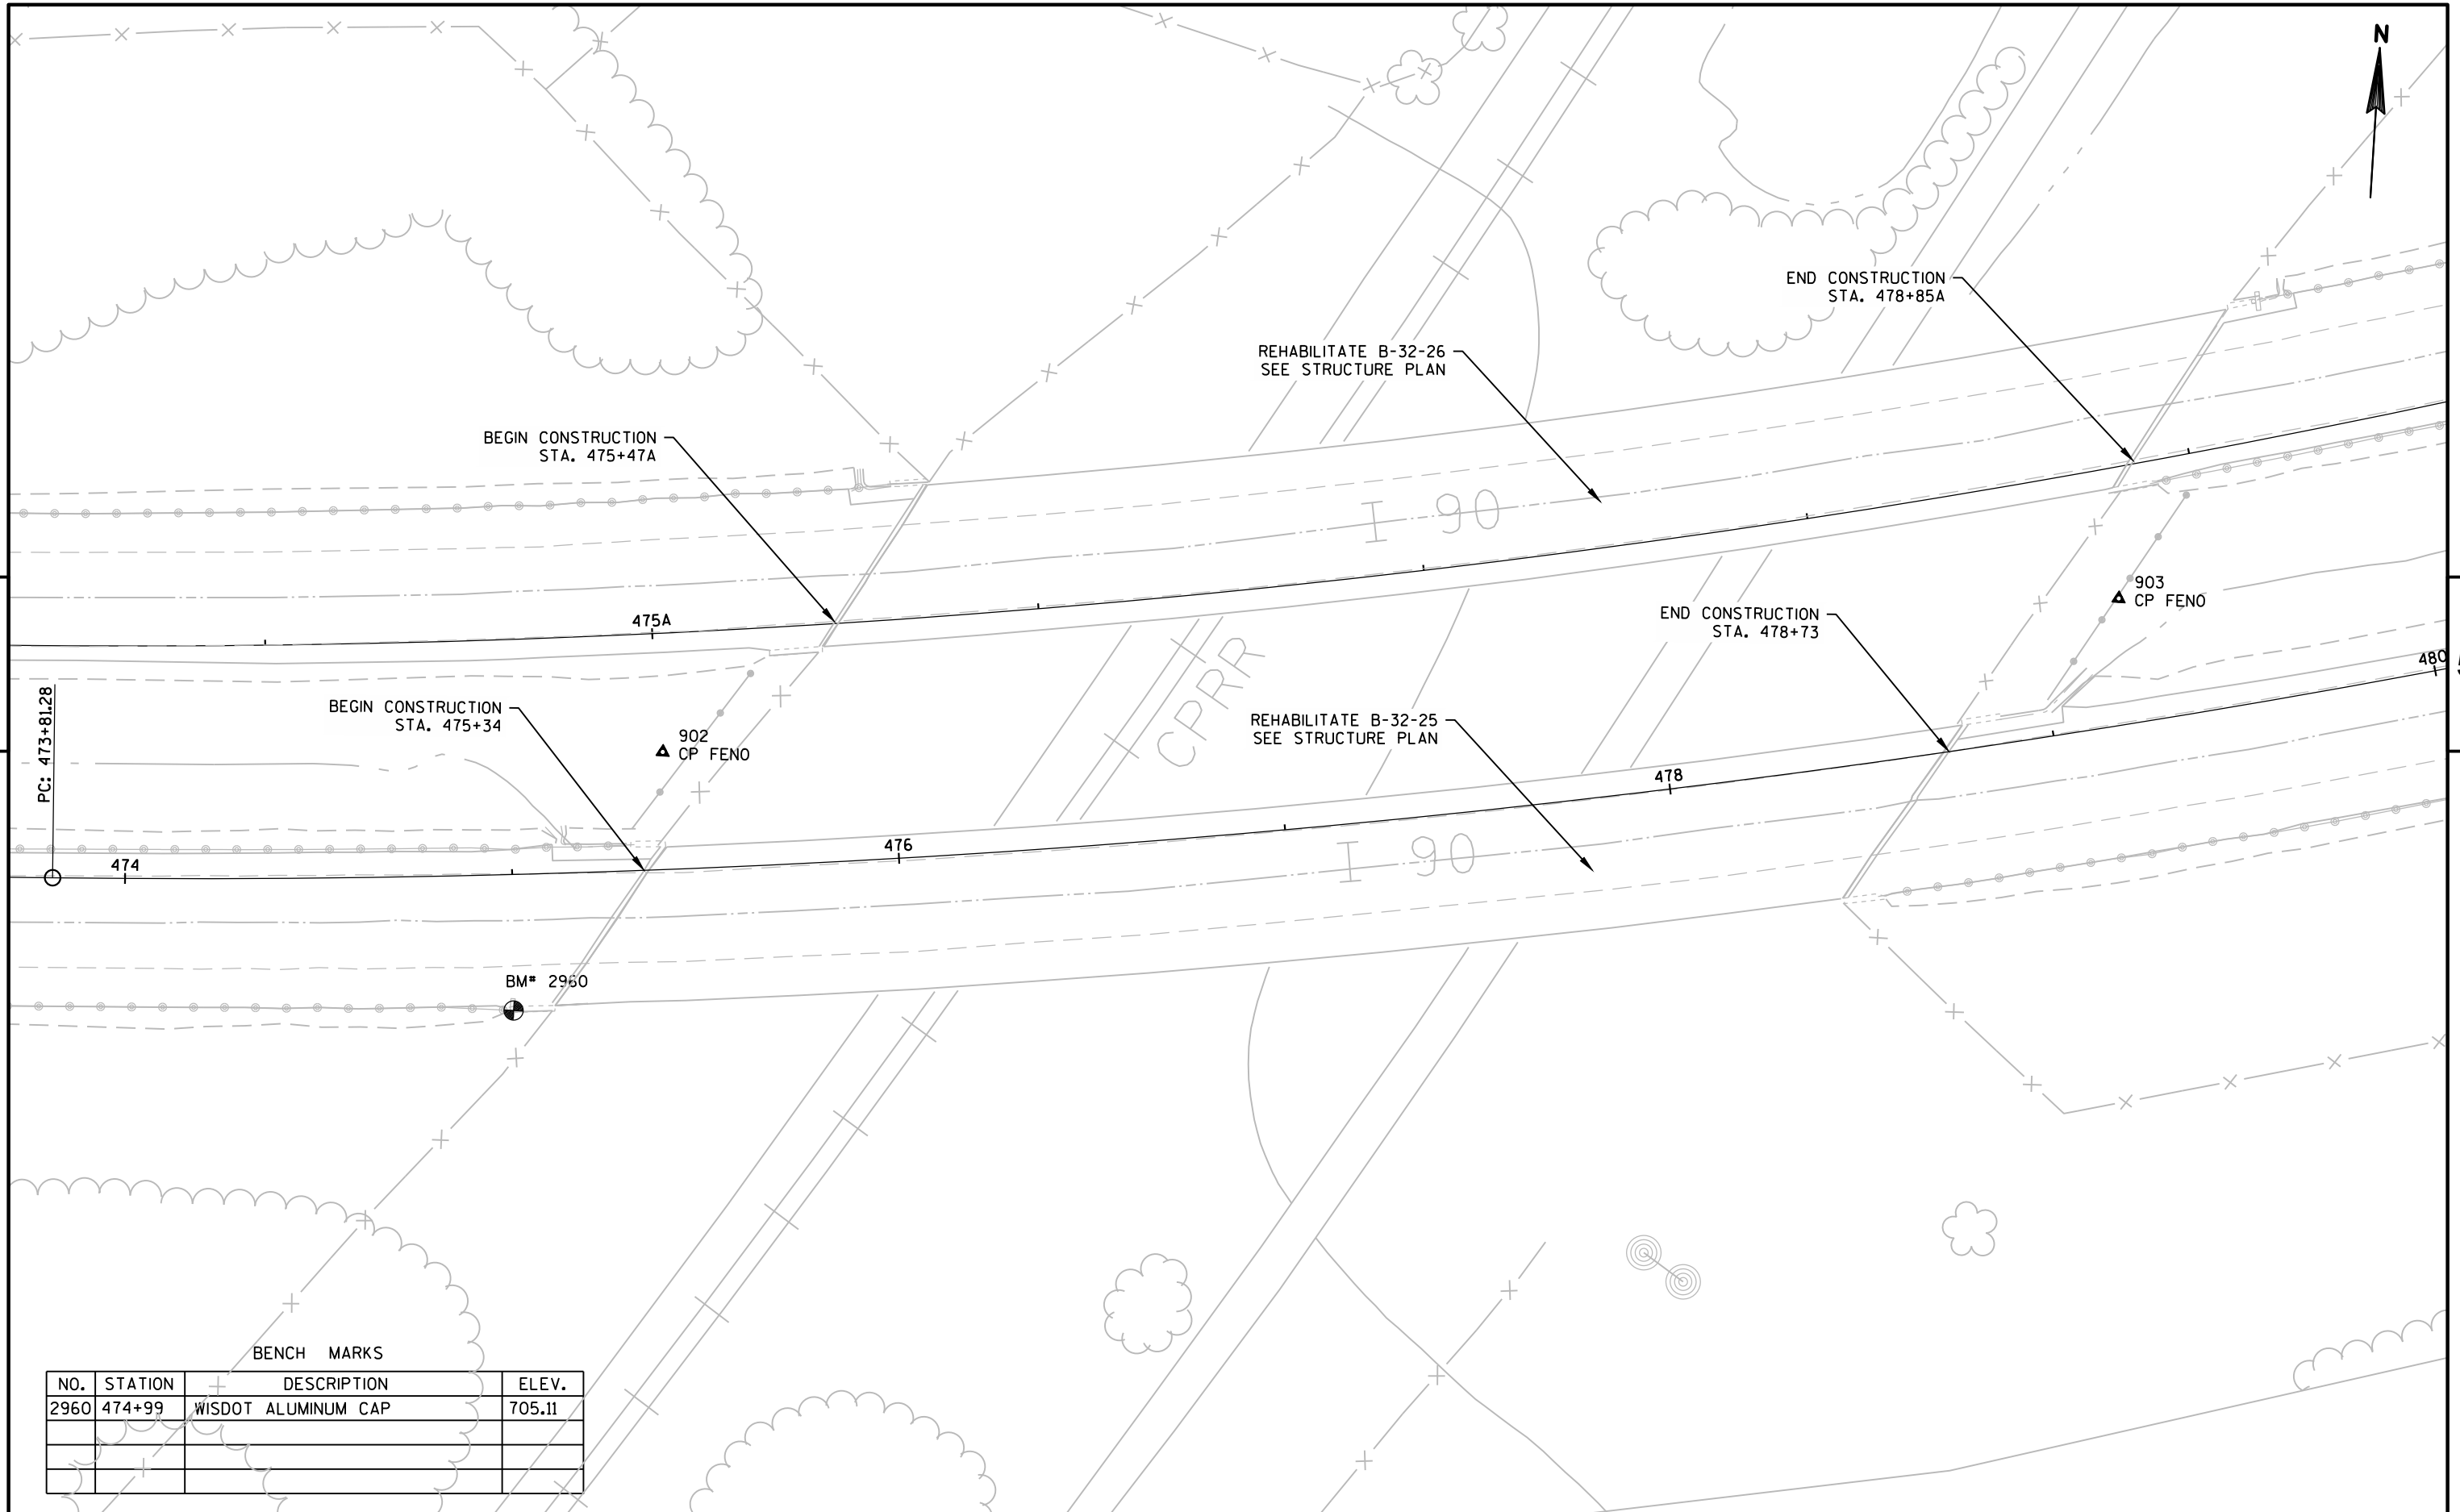 N
END CONSTRUCTION
STA. 478+85A
REHABILITATE B-32-26
SEE STRUCTURE PLAN
BEGIN CONSTRUCTION
STA. 475+47A
I 90
475A
903
CP FENO
END CONSTRUCTION
STA. 478+73
CPRR
480
PC: 473+81.28
BEGIN CONSTRUCTION
STA. 475+34
902
CP FENO
REHABILITATE B-32-25
SEE STRUCTURE PLAN
478
476
474
I 90
BM# 2960
BENCH MARKS
NO. STATION DESCRIPTION ELEV.
2960 474+99 WISDOT ALUMINUM CAP 705.11